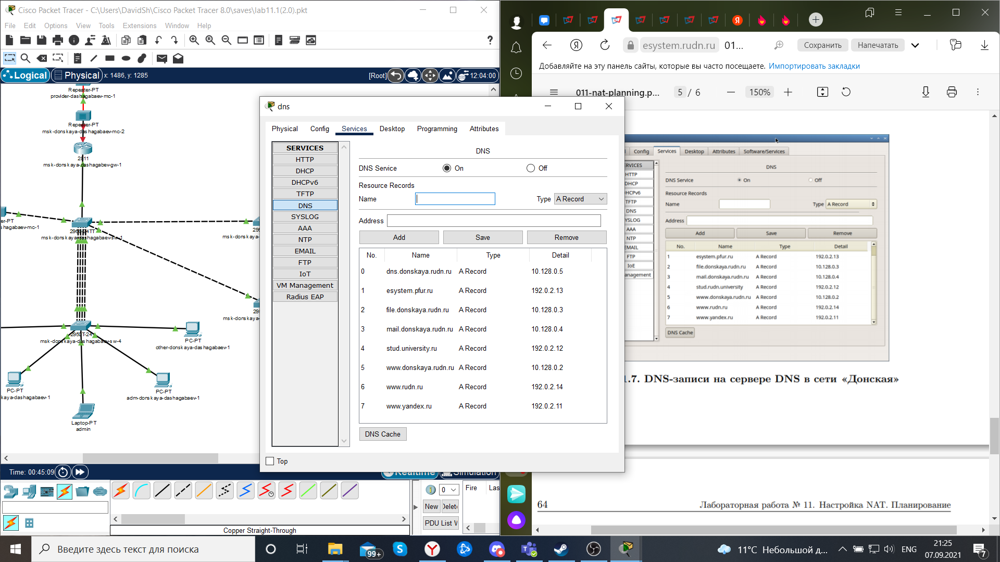 Cisco Packet Tracer - C:\Users\DavidSh\Cisco Packet Tracer 8.0\saves\lab11.1(2.0).pkt
File Edit Options View Tools Extensions Window Help
Logical Physical x: 1486, y: 1285 [Root] 12:04:00
Repeater-PT
provider-dashagabaev-mc-1
Repeater-PT
msk-donskaya-dashagabaev-mc-2
2811
msk-donskaya-dashagabev-gw-1
er-PT
haga baev-mc-1
2960-24TT
msk-donskaya-dashagabaev-sw-1
msk-donskaya-
msk-donskaya-
2950T-24
msk-donskaya-dashagabaev-sw-4
PC-PT
other-donskaya-dashagabaev-1
PC-PT
kaya-dashagabaev-1
PC-PT
adm-donskaya-dashagabaev-1
Laptop-PT
admin
Time: 00:45:09
Realtime Simulation
0
Fire Las
New
PDU List W
Copper Straight-Through
dns
Physical Config Services Desktop Programming Attributes
SERVICES
HTTP
DHCP
DHCPv6
TFTP
DNS
SYSLOG
AAA
NTP
EMAIL
FTP
IoT
VM Management
Radius EAP
DNS
DNS Service On Off
Resource Records
Name Type A Record
Address
Add Save Remove
No. Name Type Detail
0 dns.donskaya.rudn.ru A Record 10.128.0.5
1 esystem.pfur.ru A Record 192.0.2.13
2 file.donskaya.rudn.ru A Record 10.128.0.3
3 mail.donskaya.rudn.ru A Record 10.128.0.4
4 stud.university.ru A Record 192.0.2.12
5 www.donskaya.rudn.ru A Record 10.128.0.2
6 www.rudn.ru A Record 192.0.2.14
7 www.yandex.ru A Record 192.0.2.11
DNS Cache
Top
esystem.rudn.ru 01... Сохранить Напечатать
Добавляйте на эту панель сайты, которые вы часто посещаете. Импортировать закладки
011-nat-planning.p... 5 / 6 150%
Config Services Desktop Attributes Software/Services
ERVICES
HTTP
DHCP
HCPv6
TFTP
DNS
YSLOG
AAA
NTP
EMAIL
FTP
IoE
anagement
DNS
DNS Service On Off
Resource Records
Name Type A Record
Address
Add Save Remove
No. Name Type Detail
1 esystem.pfur.ru A Record 192.0.2.13
2 file.donskaya.rudn.ru A Record 10.128.0.3
3 mail.donskaya.rudn.ru A Record 10.128.0.4
4 stud.rudn.university A Record 192.0.2.12
5 www.donskaya.rudn.ru A Record 10.128.0.2
6 www.rudn.ru A Record 192.0.2.14
7 www.yandex.ru A Record 192.0.2.11
DNS Cache
1.7. DNS-записи на сервере DNS в сети «Донская»
64 Лабораторная работа № 11. Настройка NAT. Планирование
Введите здесь текст для поиска
99+
11°C Небольшой д...
ENG
21:25
07.09.2021
7